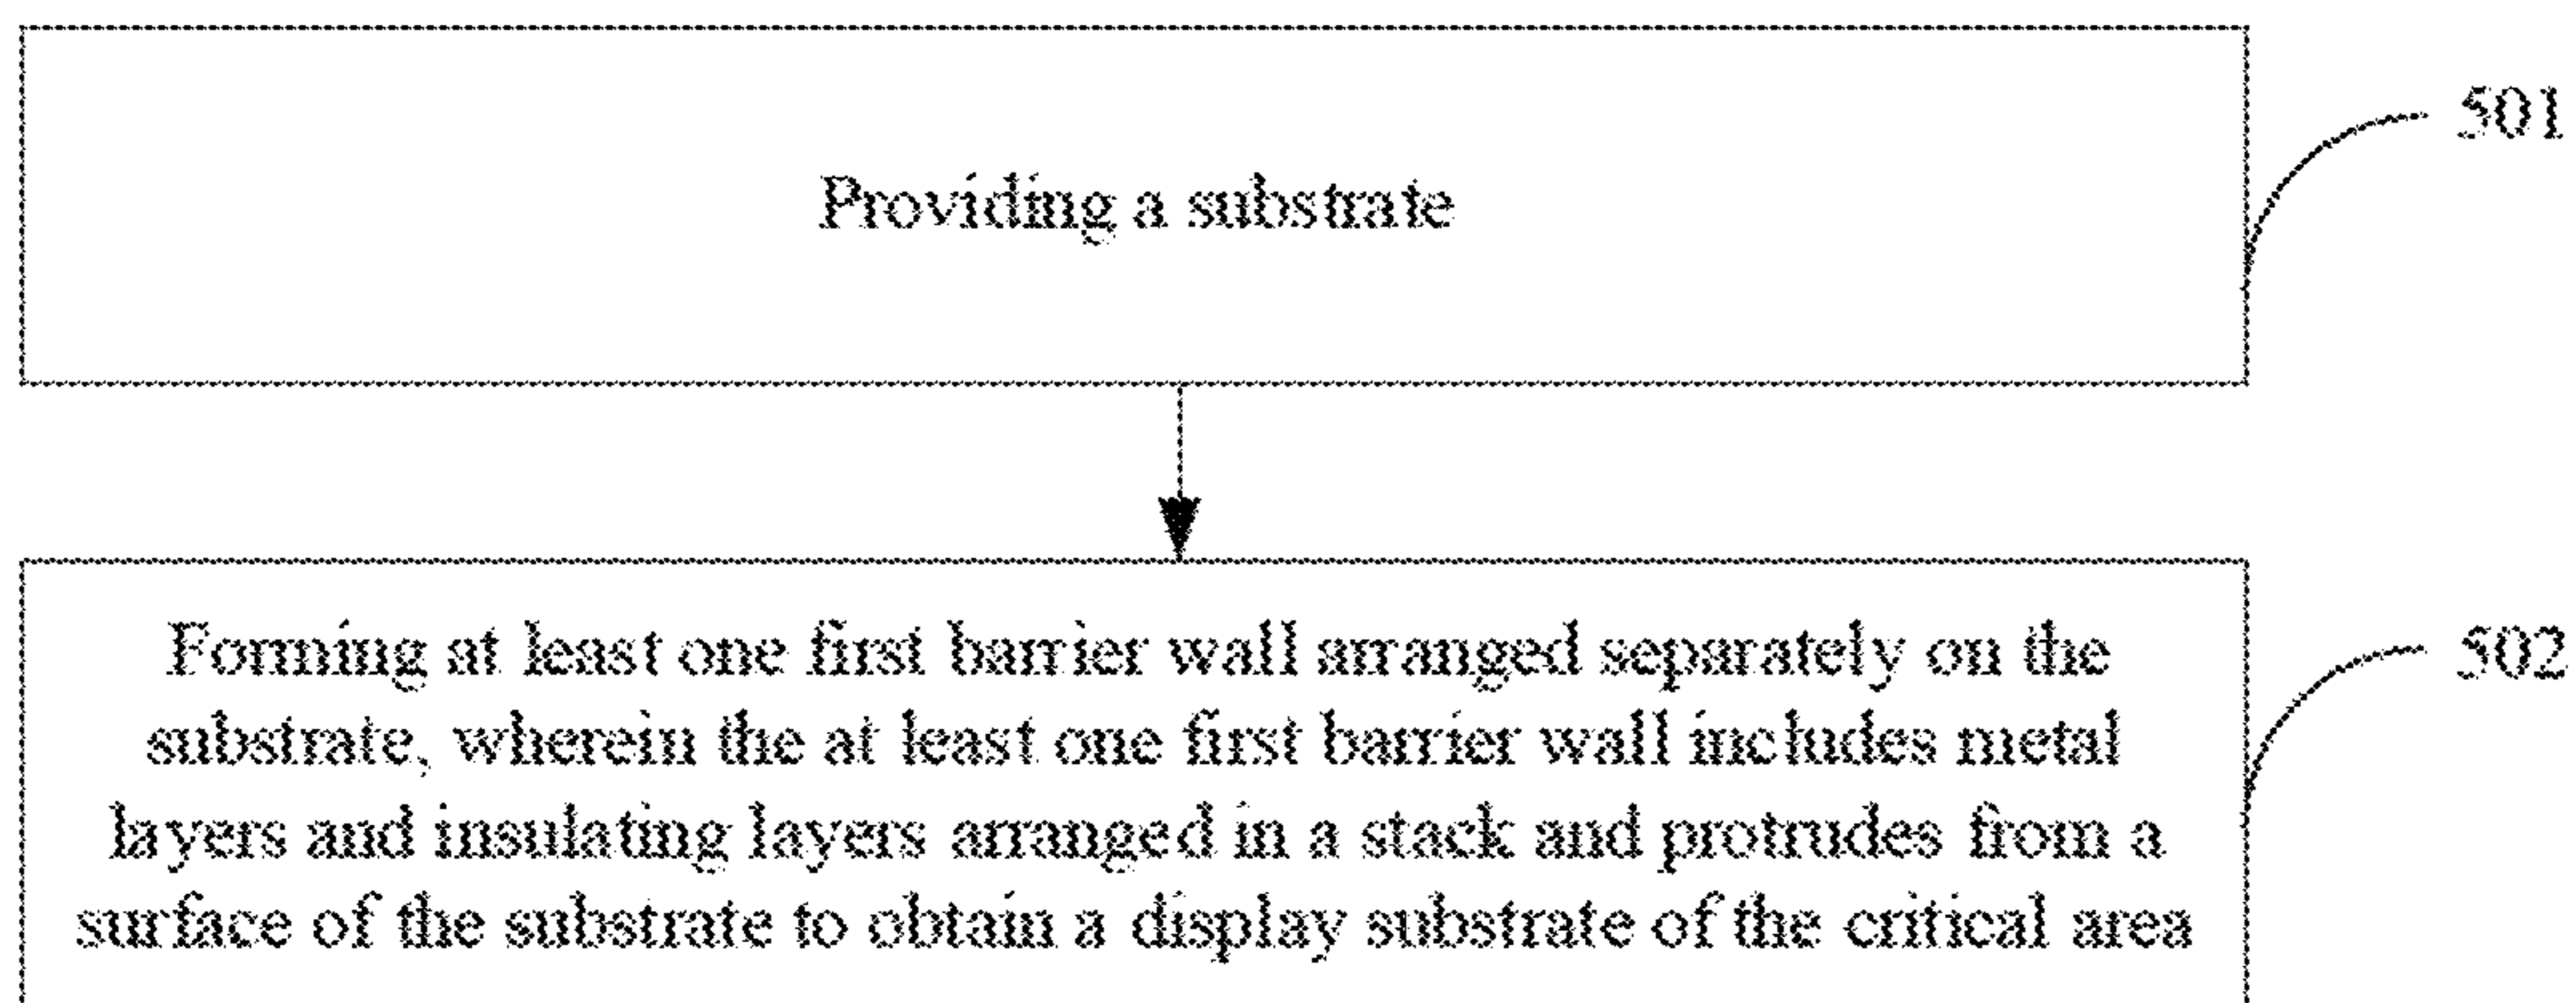 Providing a substrate
501
Forming at least one first barrier wall arranged separately on the
substrate, wherein the at least one first barrier wall includes metal
layers and insulating layers arranged in a stack and protrudes from a
surface of the substrate to obtain a display substrate of the critical area
502